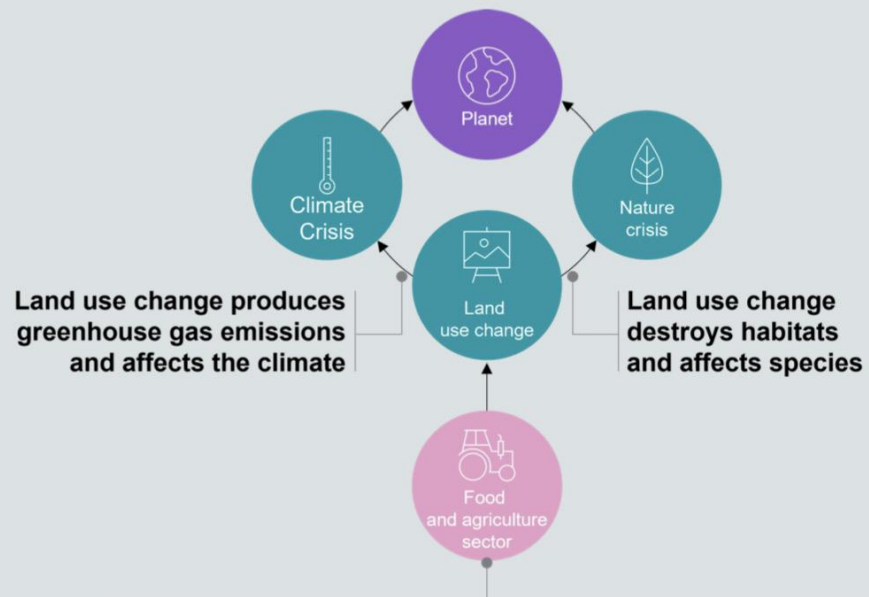 Planet
Climate
Crisis
Nature
crisis
Land use change produces
greenhouse gas emissions
and affects the climate
Land
use change
Land use change
destroys habitats
and affects species
Food
and agriculture
sector